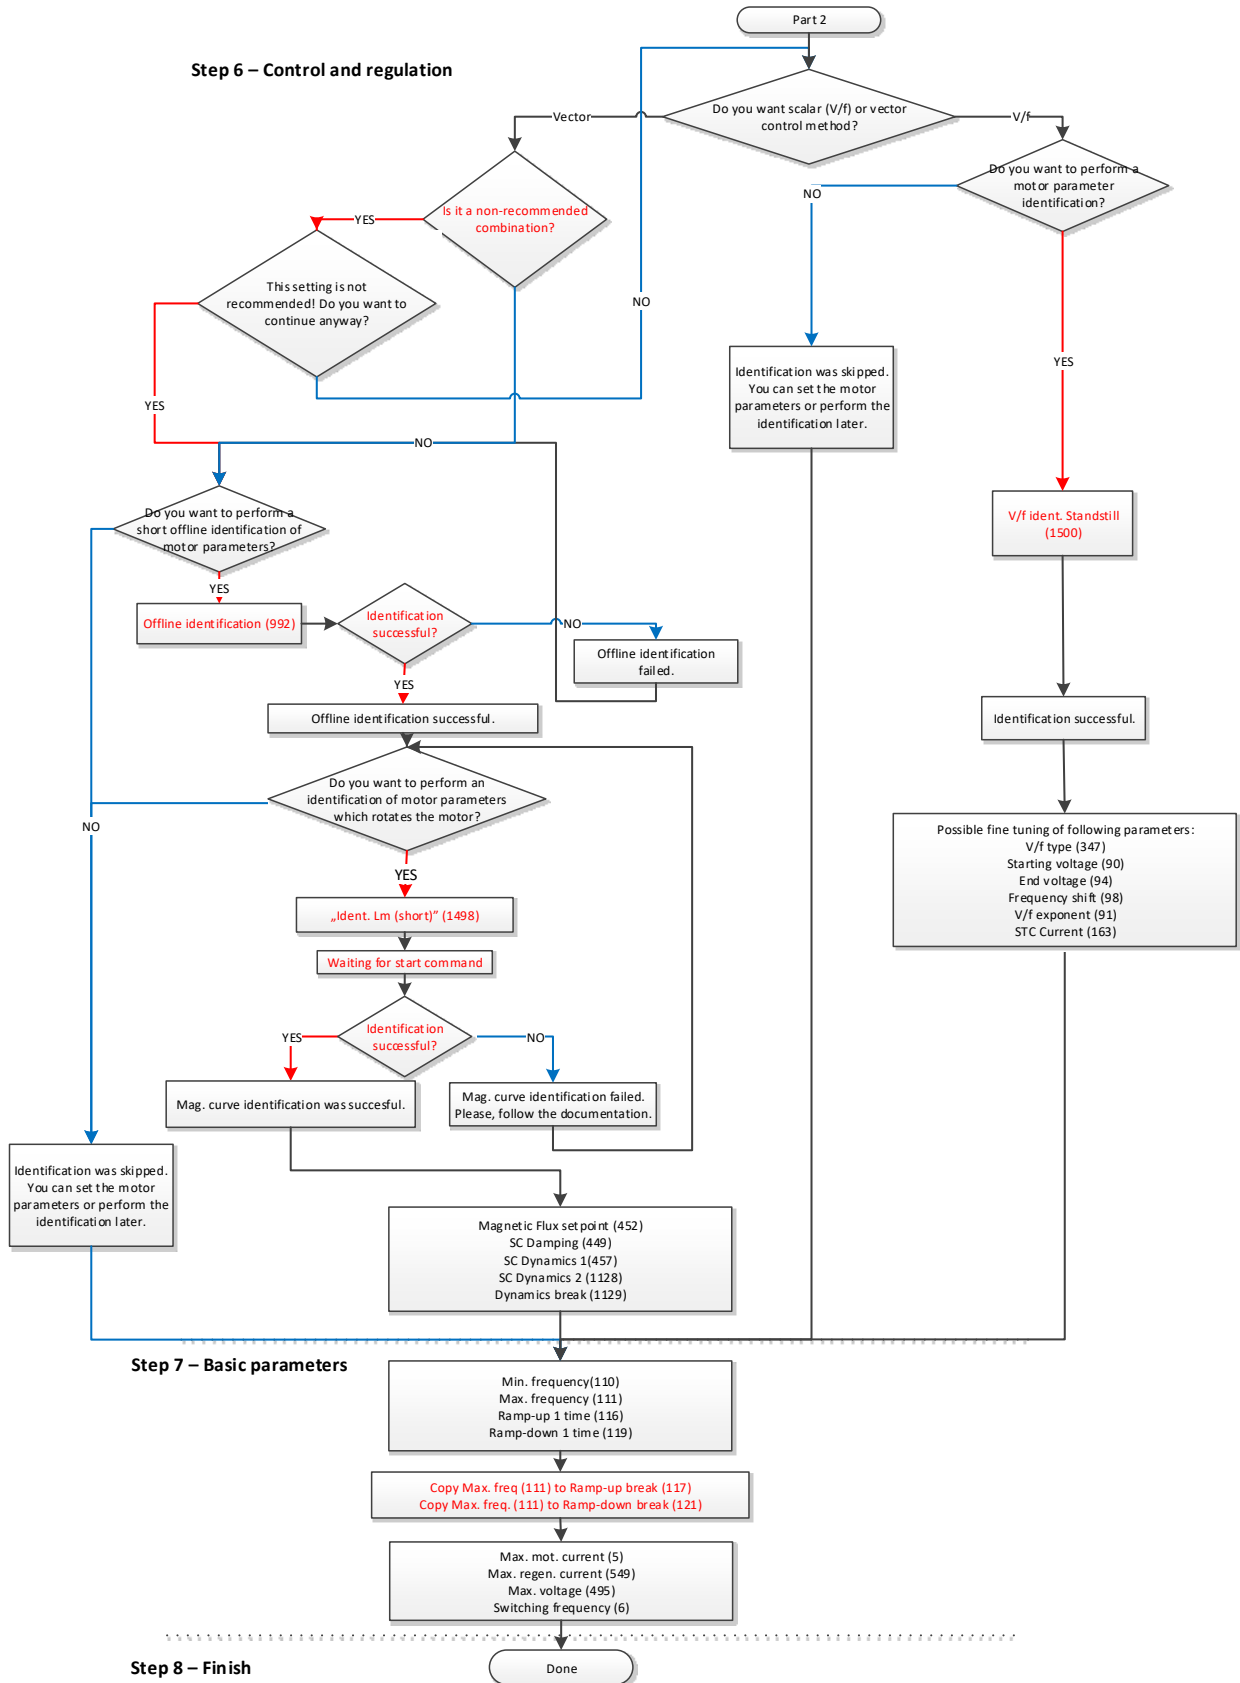 Part 2
Step 6 – Control and regulation
Do you want scalar (V/f) or vector
control method?
Vector
V/f
Do you want to perform a
motor parameter
identification?
NO
Is it a non-recommended
combination?
YES
This setting is not
recommended! Do you want to
continue anyway?
NO
YES
Identification was skipped.
You can set the motor
parameters or perform the
identification later.
YES
NO
Do you want to perform a
short offline identification of
motor parameters?
V/f ident. Standstill
(1500)
YES
Offline identification (992)
Identification
successful?
NO
Offline identification
failed.
YES
Offline identification successful.
Identification successful.
Do you want to perform an
identification of motor parameters
which rotates the motor?
NO
Possible fine tuning of following parameters:
V/f type (347)
Starting voltage (90)
End voltage (94)
Frequency shift (98)
V/f exponent (91)
STC Current (163)
YES
„Ident. Lm (short)” (1498)
Waiting for start command
Identification
successful?
YES
NO
Mag. curve identification was succesful.
Mag. curve identification failed.
Please, follow the documentation.
Identification was skipped.
You can set the motor
parameters or perform the
identification later.
Magnetic Flux setpoint (452)
SC Damping (449)
SC Dynamics 1(457)
SC Dynamics 2 (1128)
Dynamics break (1129)
Step 7 – Basic parameters
Min. frequency(110)
Max. frequency (111)
Ramp-up 1 time (116)
Ramp-down 1 time (119)
Copy Max. freq (111) to Ramp-up break (117)
Copy Max. freq. (111) to Ramp-down break (121)
Max. mot. current (5)
Max. regen. current (549)
Max. voltage (495)
Switching frequency (6)
Step 8 – Finish
Done